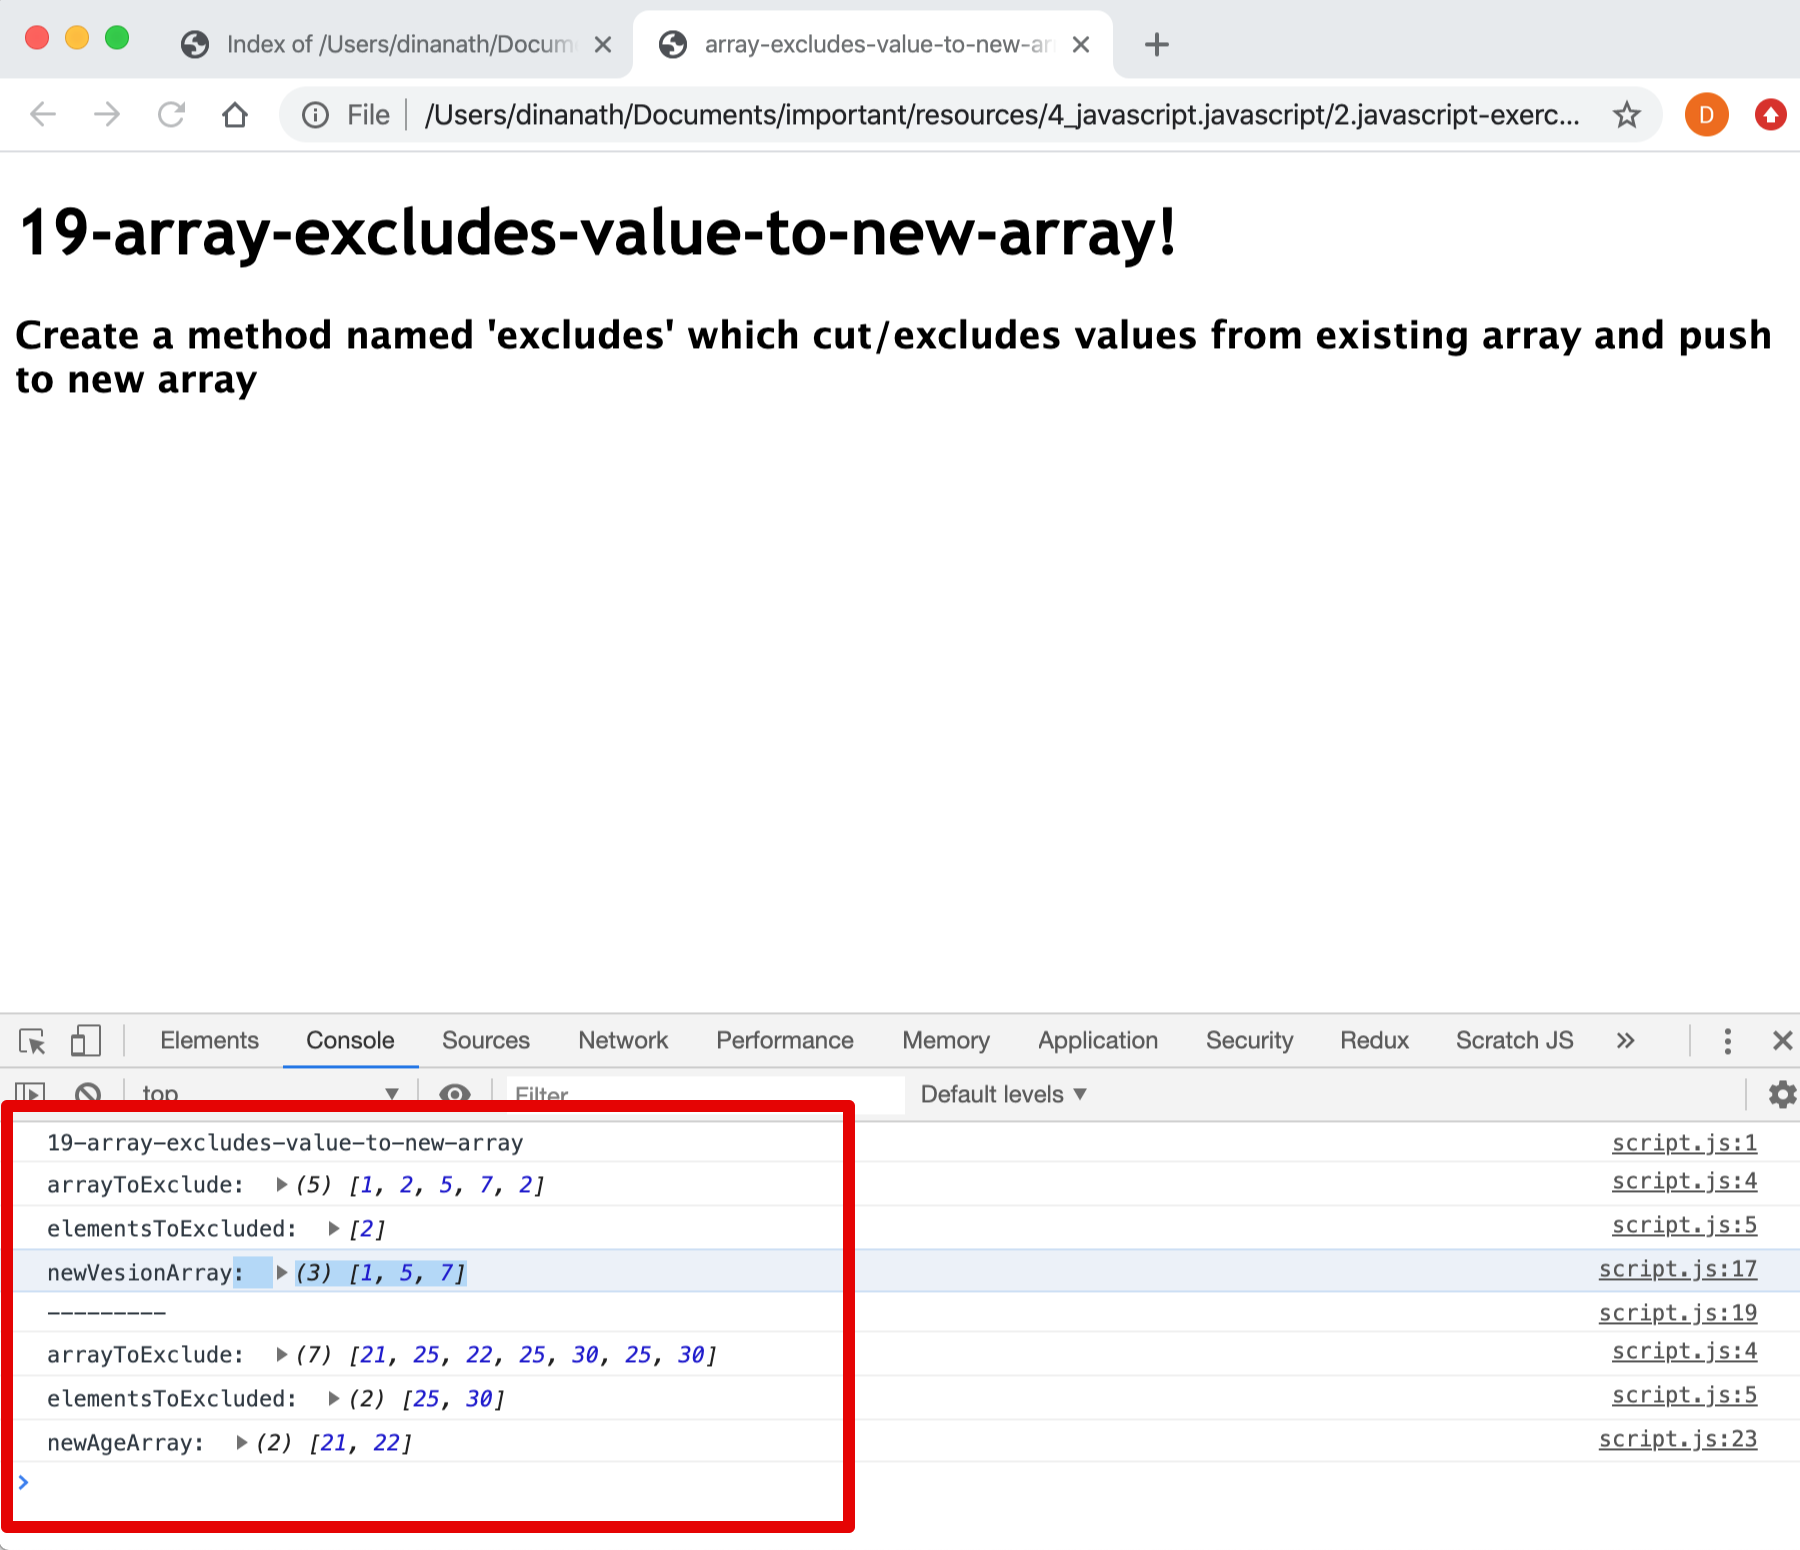 Index of /Users/dinanath/Docum
array-excludes-value-to-new-ar
File /Users/dinanath/Documents/important/resources/4_javascript.javascript/2.javascript-exerc...
D
19-array-excludes-value-to-new-array!
Create a method named 'excludes' which cut/excludes values from existing array and push
to new array
Elements Console Sources Network Performance Memory Application Security Redux Scratch JS »
top Filter Default levels ▼
19-array-excludes-value-to-new-array script.js:1
arrayToExclude: ▶(5) [1, 2, 5, 7, 2] script.js:4
elementsToExcluded: ▶[2] script.js:5
newVesionArray: ▶(3) [1, 5, 7] script.js:17
--------- script.js:19
arrayToExclude: ▶(7) [21, 25, 22, 25, 30, 25, 30] script.js:4
elementsToExcluded: ▶(2) [25, 30] script.js:5
newAgeArray: ▶(2) [21, 22] script.js:23